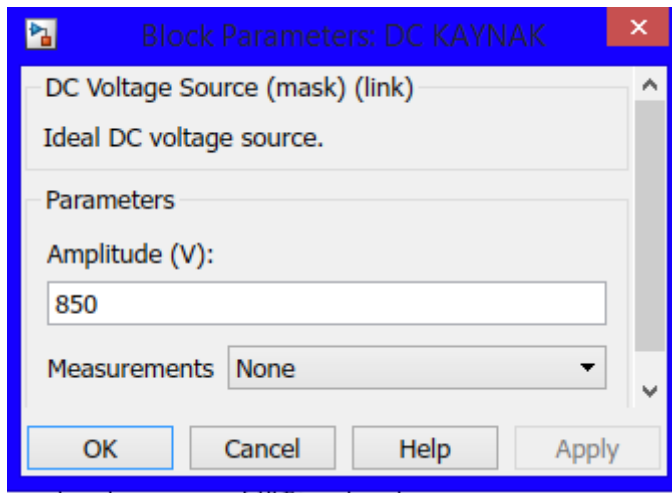 Block Parameters: DC KAYNAK
DC Voltage Source (mask) (link)
Ideal DC voltage source.
Parameters
Amplitude (V):
850
Measurements None
OK Cancel Help Apply